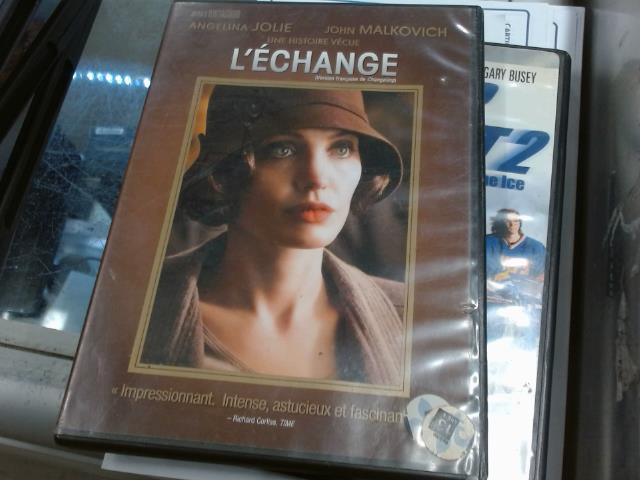 ANGELINA JOLIE JOHN MALKOVICH
UNE HISTOIRE VÉCUE
L'ÉCHANGE
(Version française de Changeling)
« Impressionnant. Intense, astucieux et fascinan
– Richard Corliss, TIME
GARY BUSEY
2
Ice